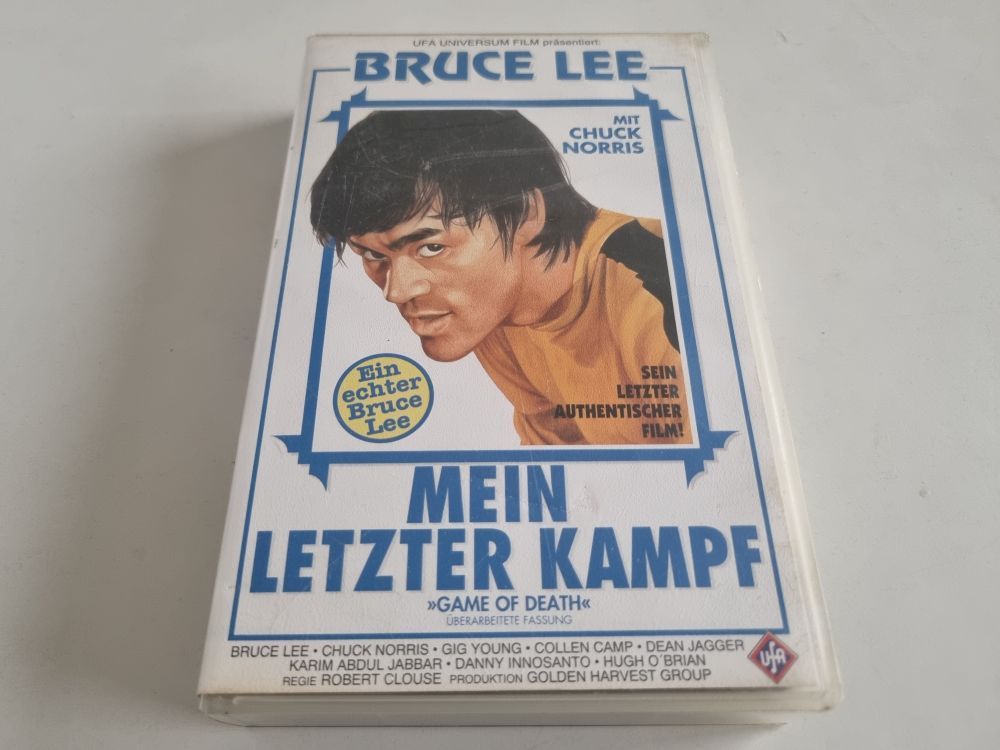 UFA UNIVERSUM FILM präsentiert:
BRUCE LEE
MIT
CHUCK
NORRIS
Ein
echter
Bruce
Lee
SEIN
LETZTER
AUTHENTISCHER
FILM!
MEIN
LETZTER KAMPF
»GAME OF DEATH«
ÜBERARBEITETE FASSUNG
BRUCE LEE · CHUCK NORRIS · GIG YOUNG · COLLEN CAMP · DEAN JAGGER
KARIM ABDUL JABBAR · DANNY INNOSANTO · HUGH O´BRIAN
REGIE ROBERT CLOUSE PRODUKTION GOLDEN HARVEST GROUP
UFA